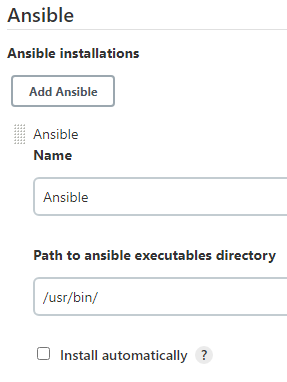 Ansible
Ansible installations
Add Ansible
Ansible
Name
Ansible
Path to ansible executables directory
/usr/bin/
Install automatically ?